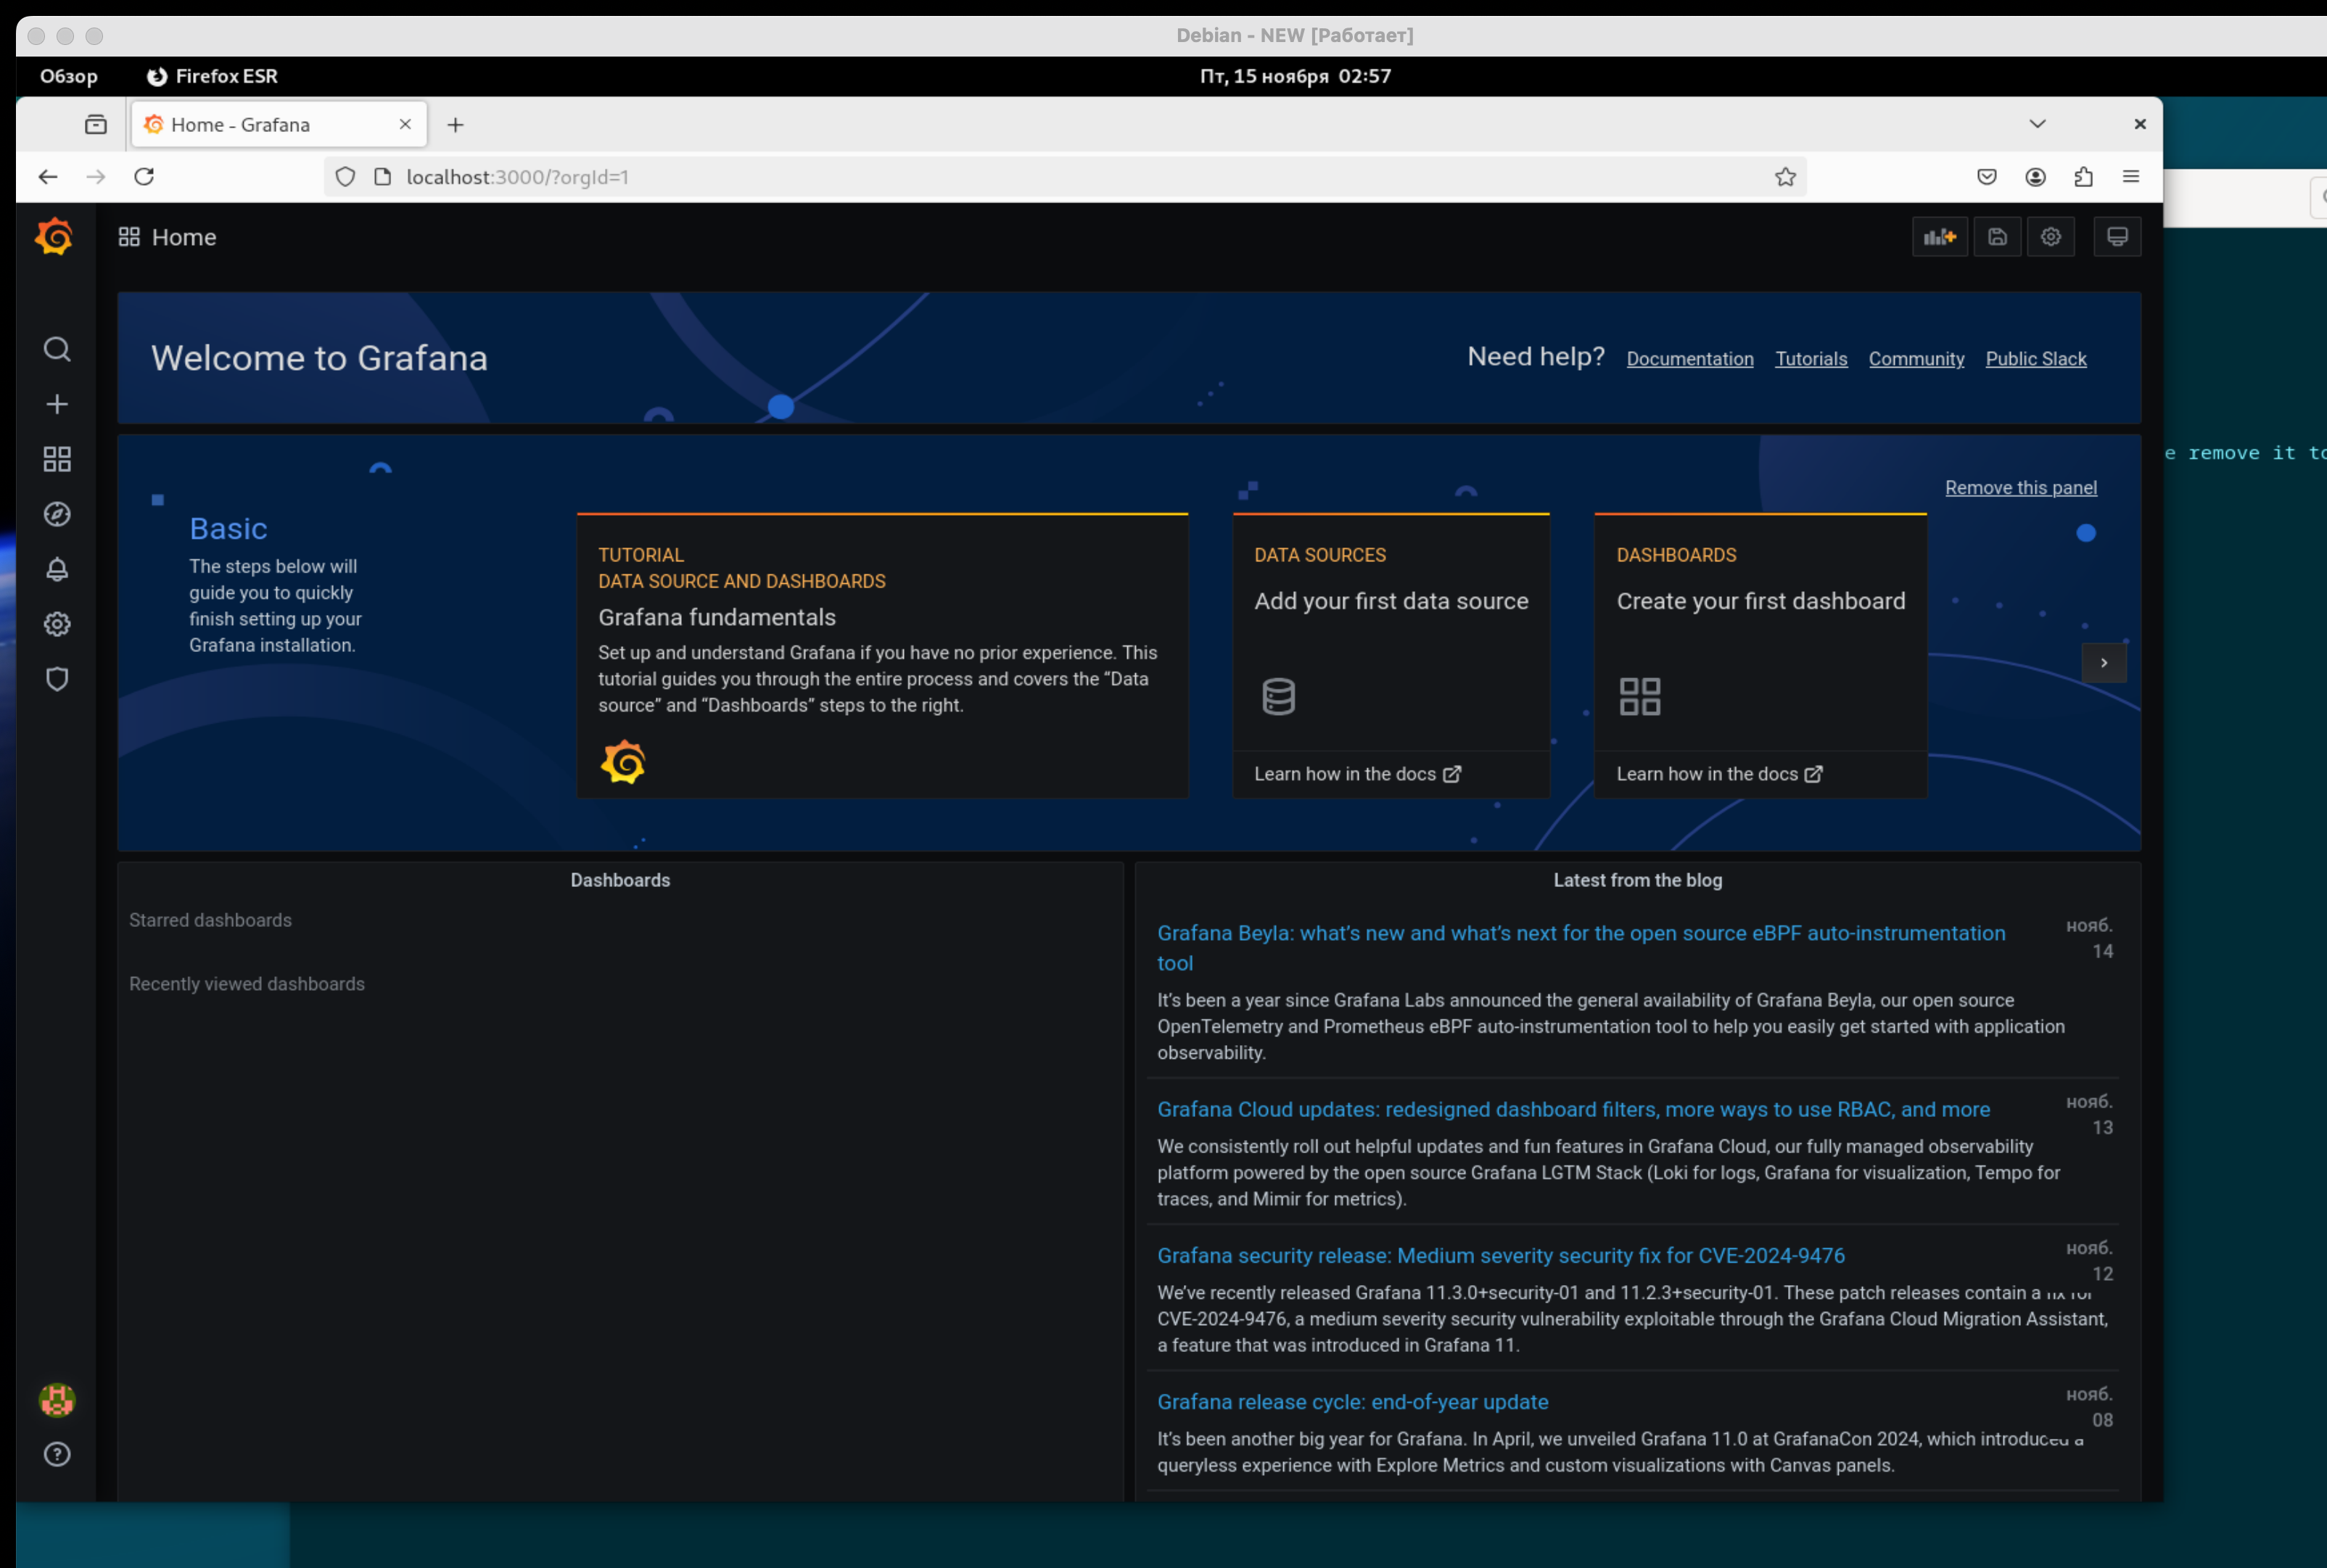 Debian - NEW [Работает]
Обзор
Firefox ESR
Пт, 15 ноября 02:57
Home - Grafana
localhost:3000/?orgId=1
Home
Welcome to Grafana
Need help? Documentation Tutorials Community Public Slack
Remove this panel
Basic
The steps below will
guide you to quickly
finish setting up your
Grafana installation.
TUTORIAL
DATA SOURCE AND DASHBOARDS
Grafana fundamentals
Set up and understand Grafana if you have no prior experience. This
tutorial guides you through the entire process and covers the “Data
source” and “Dashboards” steps to the right.
DATA SOURCES
Add your first data source
Learn how in the docs
DASHBOARDS
Create your first dashboard
Learn how in the docs
e remove it to
Dashboards
Starred dashboards
Recently viewed dashboards
Latest from the blog
Grafana Beyla: what’s new and what’s next for the open source eBPF auto-instrumentation
tool
нояб.
14
It’s been a year since Grafana Labs announced the general availability of Grafana Beyla, our open source
OpenTelemetry and Prometheus eBPF auto-instrumentation tool to help you easily get started with application
observability.
Grafana Cloud updates: redesigned dashboard filters, more ways to use RBAC, and more
нояб.
13
We consistently roll out helpful updates and fun features in Grafana Cloud, our fully managed observability
platform powered by the open source Grafana LGTM Stack (Loki for logs, Grafana for visualization, Tempo for
traces, and Mimir for metrics).
Grafana security release: Medium severity security fix for CVE-2024-9476
нояб.
12
We’ve recently released Grafana 11.3.0+security-01 and 11.2.3+security-01. These patch releases contain a fix for
CVE-2024-9476, a medium severity security vulnerability exploitable through the Grafana Cloud Migration Assistant,
a feature that was introduced in Grafana 11.
Grafana release cycle: end-of-year update
нояб.
08
It’s been another big year for Grafana. In April, we unveiled Grafana 11.0 at GrafanaCon 2024, which introduced a
queryless experience with Explore Metrics and custom visualizations with Canvas panels.